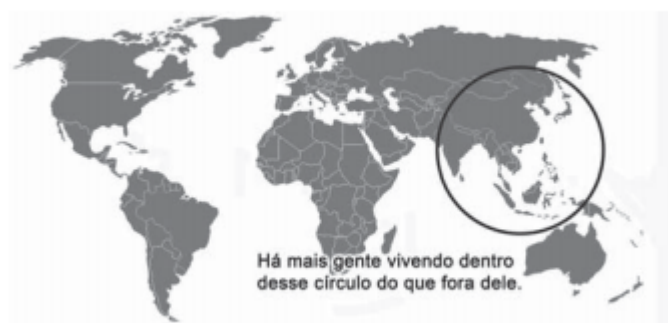 Há mais gente vivendo dentro
desse círculo do que fora dele.